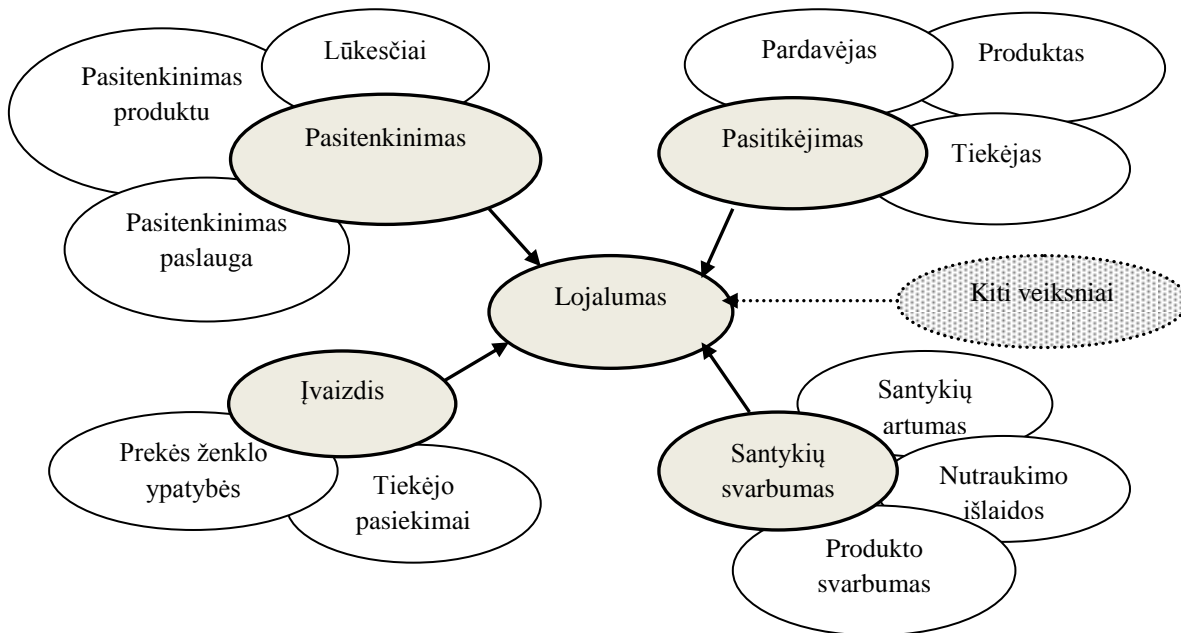 Lūkesčiai
Pasitenkinimas
produktu
Pasitenkinimas
Pasitenkinimas
paslauga
Pardavėjas
Produktas
Pasitikėjimas
Tiekėjas
Lojalumas
Kiti veiksniai
Įvaizdis
Prekės ženklo
ypatybės
Tiekėjo
pasiekimai
Santykių
artumas
Santykių
svarbumas
Nutraukimo
išlaidos
Produkto
svarbumas